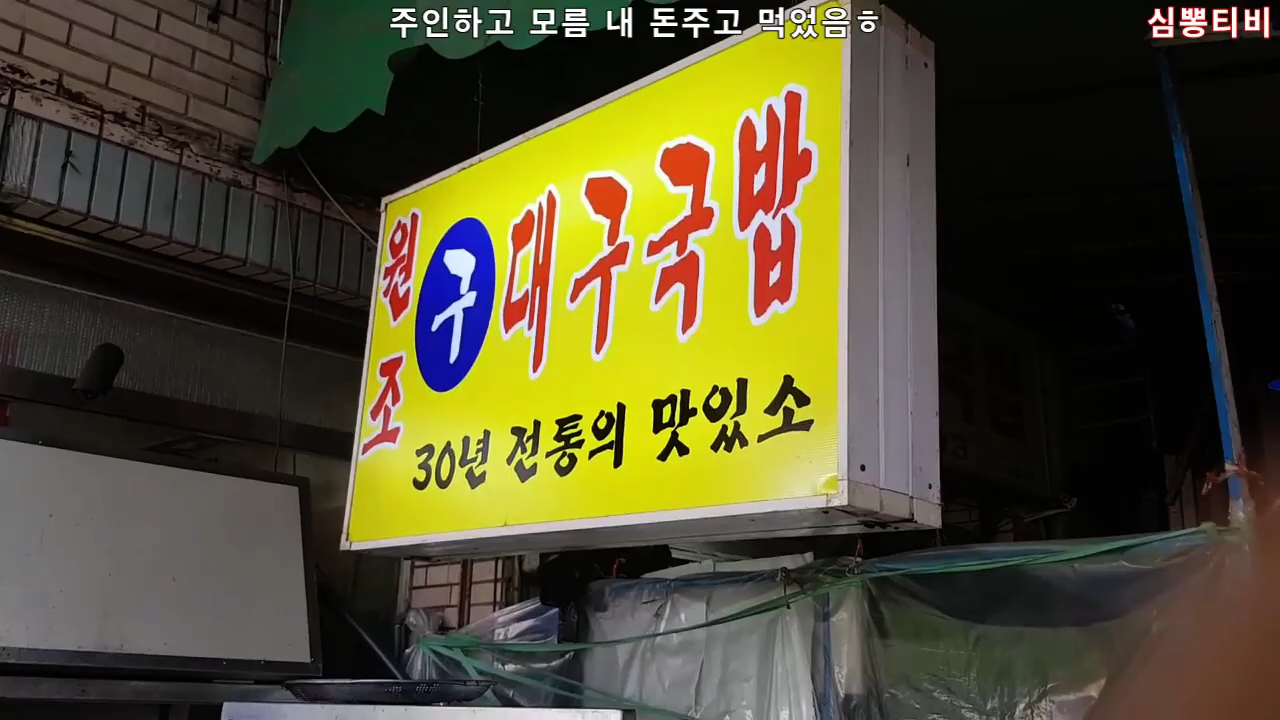 주인하고 모름 내 돈주고 먹었음ㅎ
심뽕티비
원조
구 대구국밥
30년 전통의 맛있소